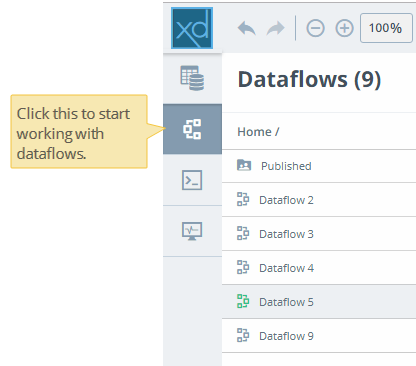 xd
100%
Dataflows (9)
Click this to start
working with
dataflows.
Home /
Published
Dataflow 2
Dataflow 3
Dataflow 4
Dataflow 5
Dataflow 9